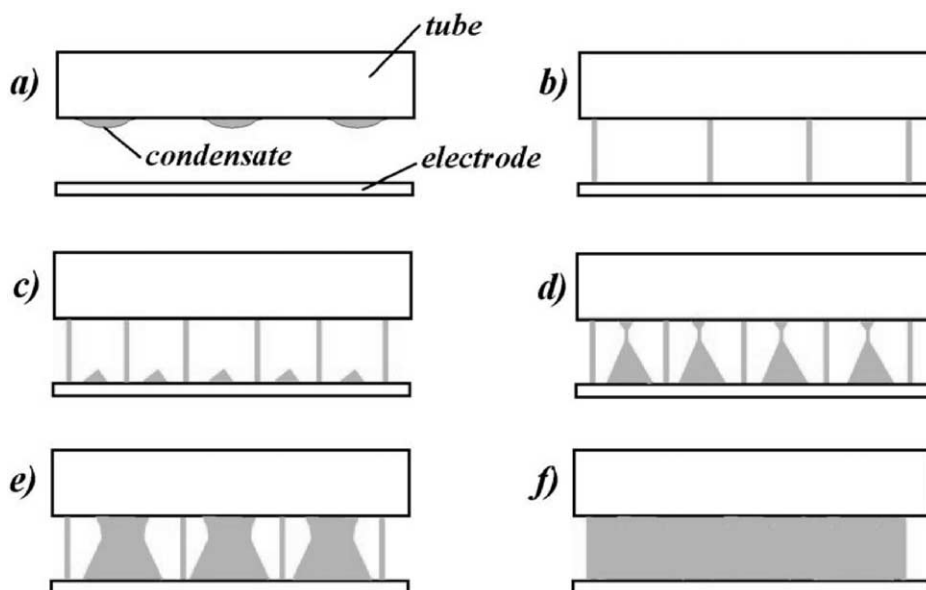 tube
a)
b)
condensate
electrode
c)
d)
e)
f)